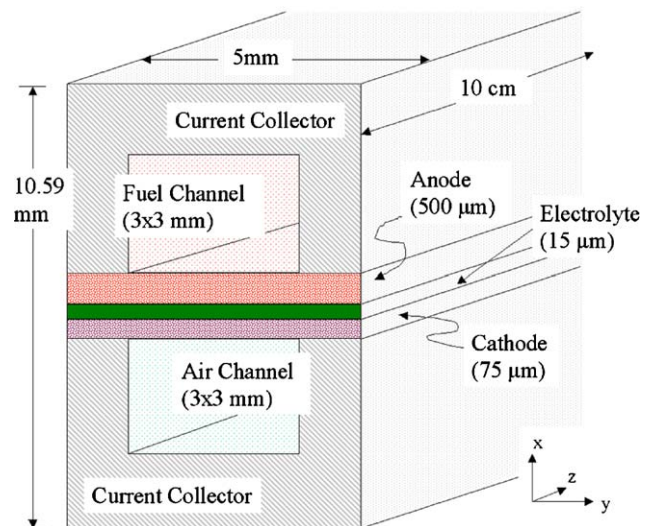 5mm
10 cm
Current Collector
10.59
mm
Fuel Channel
(3x3 mm)
Anode
(500 μm)
Electrolyte
(15 μm)
Cathode
(75 μm)
Air Channel
(3x3 mm)
Current Collector
x
z
y